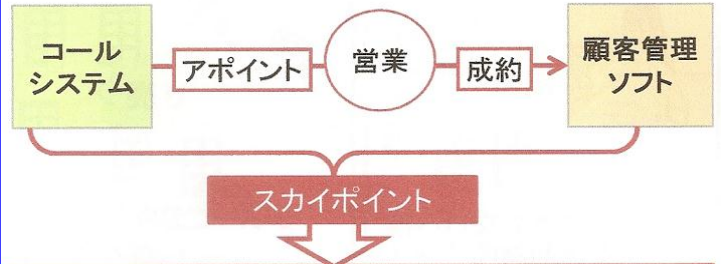 コール
システム
アポイント
営業
成約
顧客管理
ソフト
スカイポイント